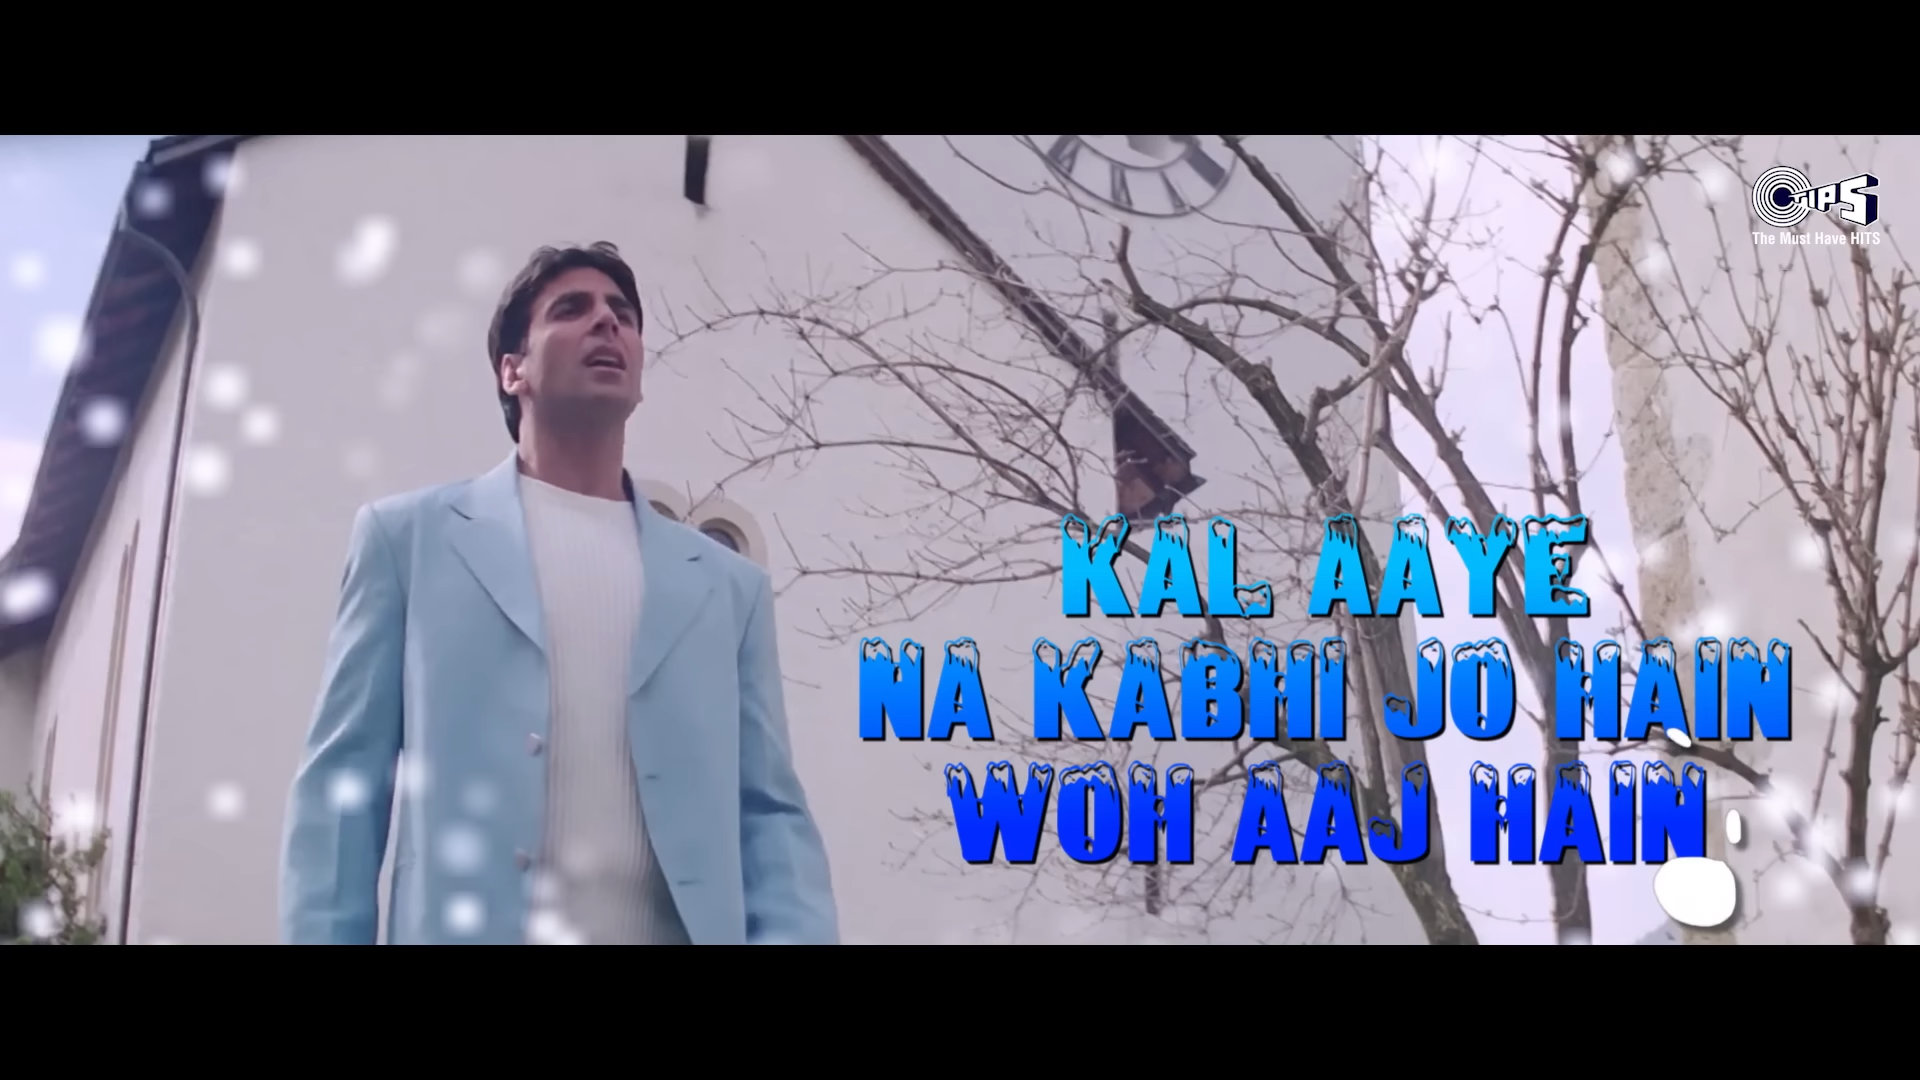 TIPS
The Must Have HITS
KAL AAYE
NA KABHI JO HAIN
WOH AAJ HAIN